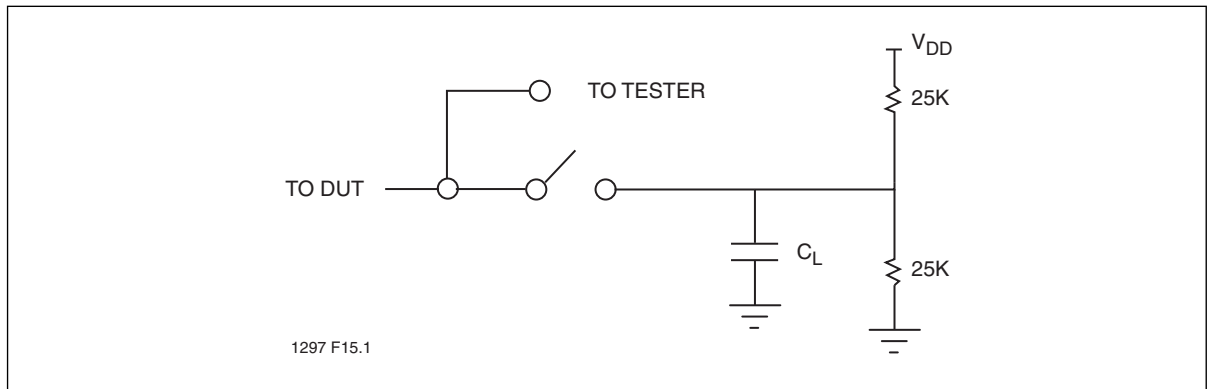 V_DD
TO TESTER
25K
TO DUT
C_L
25K
1297 F15.1